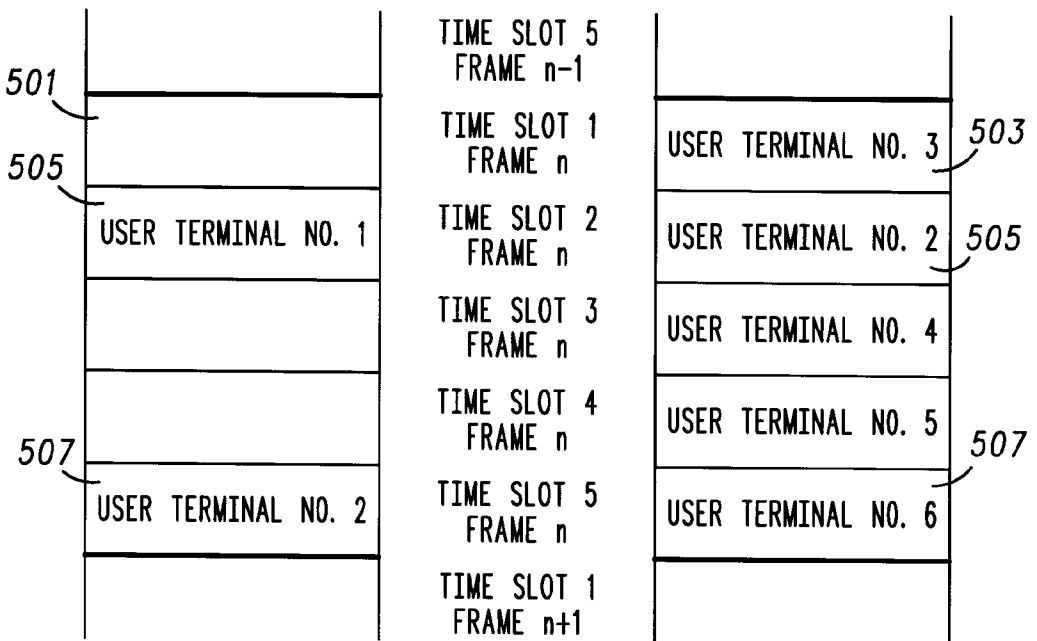 TIME SLOT 5
FRAME n-1
501
TIME SLOT 1
FRAME n
USER TERMINAL NO. 3
503
505
USER TERMINAL NO. 1
TIME SLOT 2
FRAME n
USER TERMINAL NO. 2
505
TIME SLOT 3
FRAME n
USER TERMINAL NO. 4
TIME SLOT 4
FRAME n
USER TERMINAL NO. 5
507
507
USER TERMINAL NO. 2
TIME SLOT 5
FRAME n
USER TERMINAL NO. 6
TIME SLOT 1
FRAME n+1